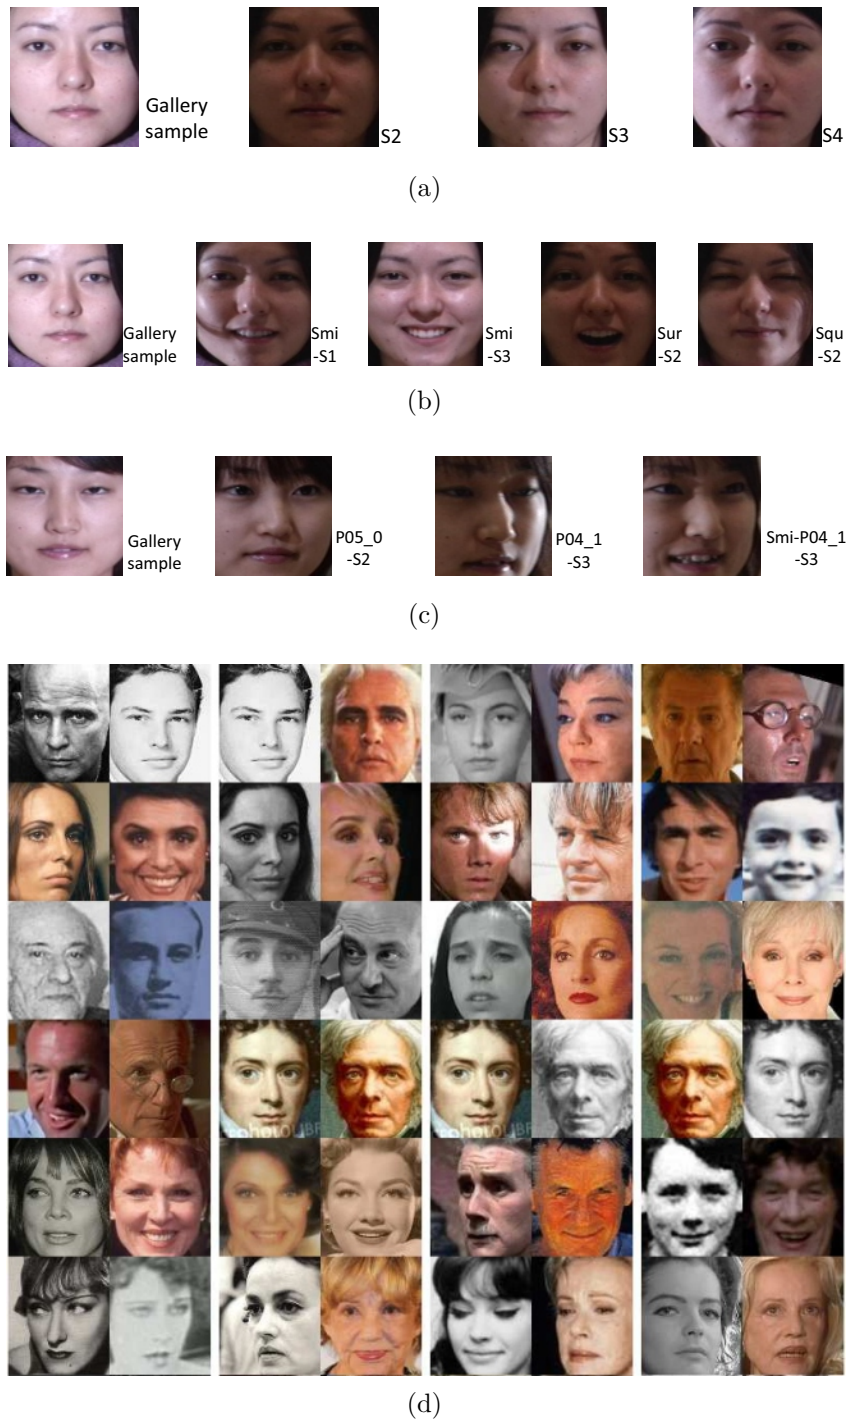 Gallery
sample
S2
S3
S4
(a)
Gallery
sample
Smi
-S1
Smi
-S3
Sur
-S2
Squ
-S2
(b)
Gallery
sample
P05_0
-S2
P04_1
-S3
Smi-P04_1
-S3
(c)
(d)